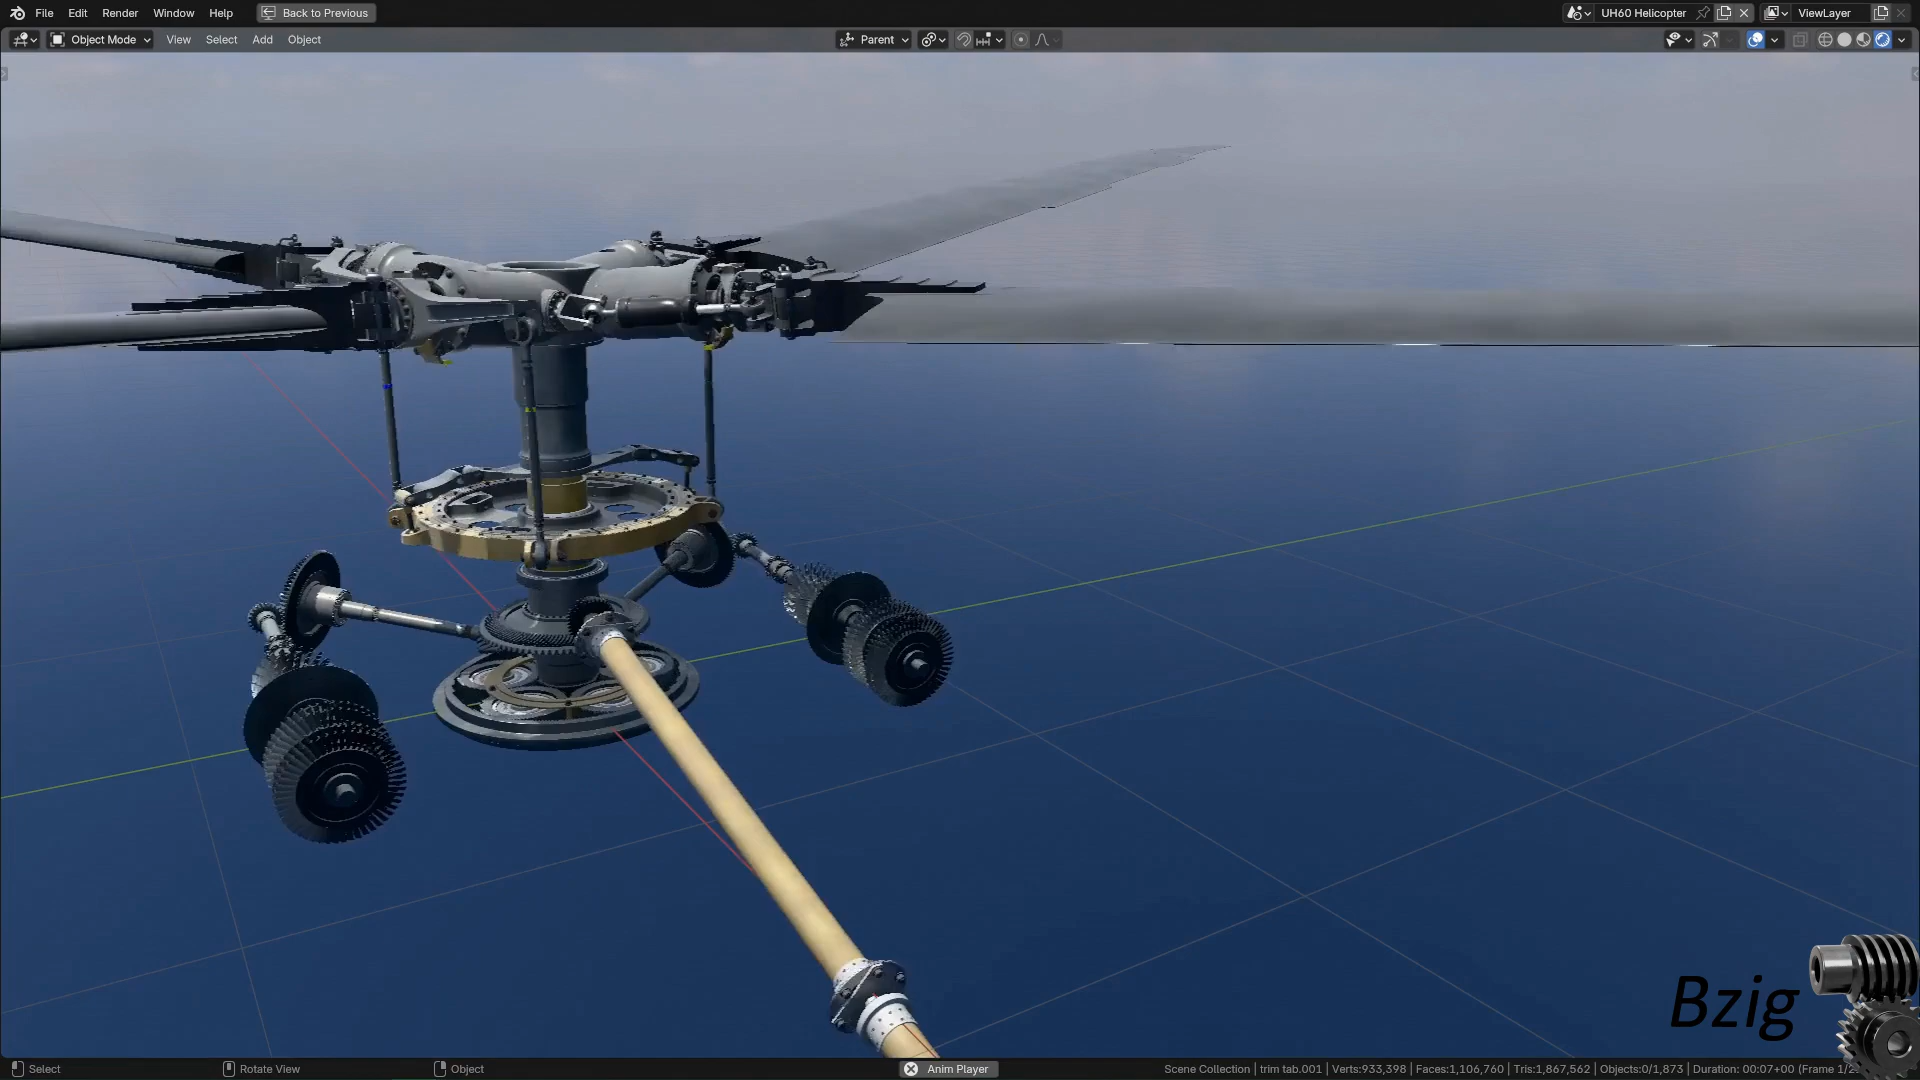 File Edit Render Window Help Back to Previous UH60 Helicopter ViewLayer
Object Mode View Select Add Object Parent
Bzig
Select Rotate View Object Anim Player Scene Collection | trim tab.001 | Verts:933,398 | Faces:1,106,760 | Tris:1,867,562 | Objects:0/1,873 | Duration: 00:07+00 (Frame 1/2